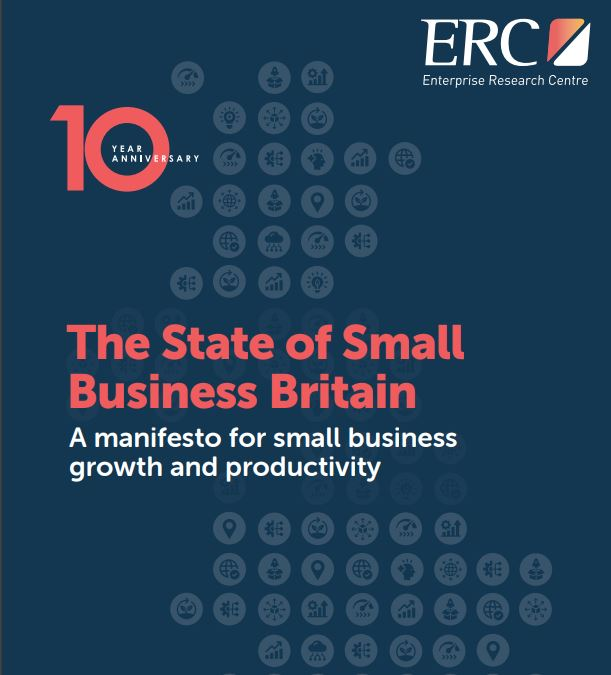 ERC
Enterprise Research Centre
10
YEAR
ANNIVERSARY
The State of Small
Business Britain
A manifesto for small business
growth and productivity